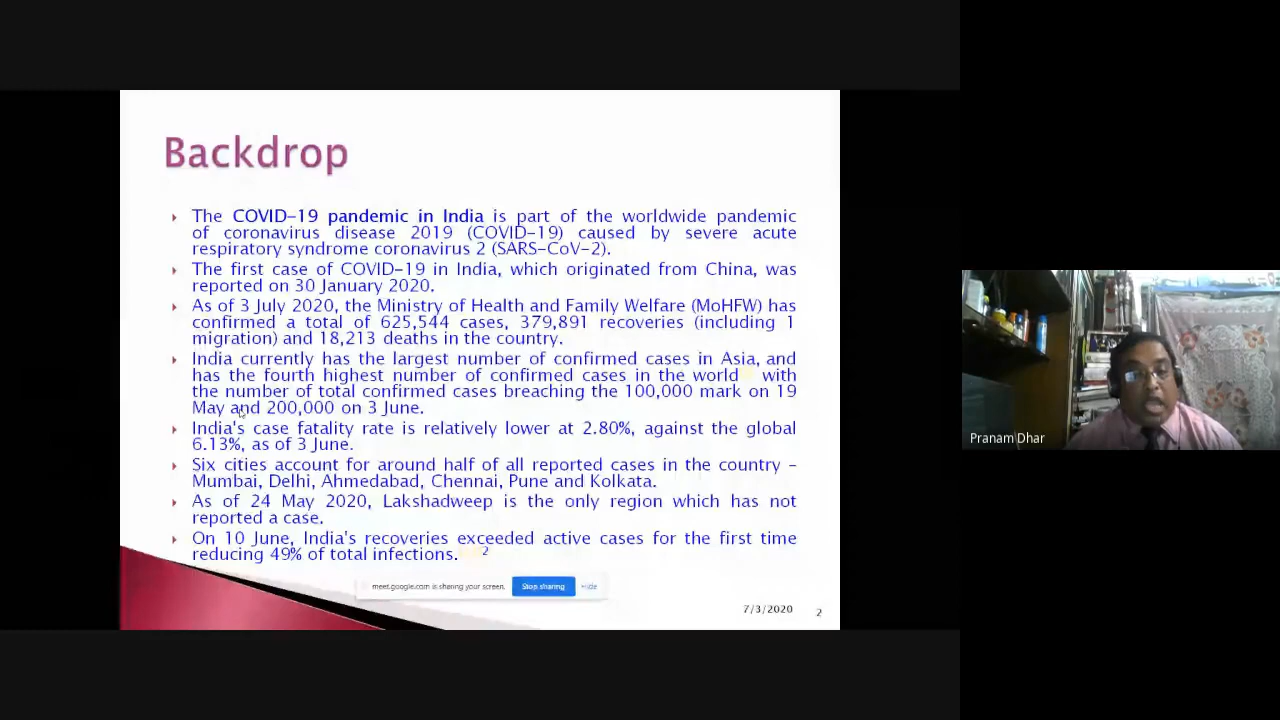 Backdrop
The COVID-19 pandemic in India is part of the worldwide pandemic
of coronavirus disease 2019 (COVID-19) caused by severe acute
respiratory syndrome coronavirus 2 (SARS-CoV-2).
The first case of COVID-19 in India, which originated from China, was
reported on 30 January 2020.
As of 3 July 2020, the Ministry of Health and Family Welfare (MoHFW) has
confirmed a total of 625,544 cases, 379,891 recoveries (including 1
migration) and 18,213 deaths in the country.
India currently has the largest number of confirmed cases in Asia, and
has the fourth highest number of confirmed cases in the world with
the number of total confirmed cases breaching the 100,000 mark on 19
May and 200,000 on 3 June.
India's case fatality rate is relatively lower at 2.80%, against the global
6.13%, as of 3 June.
Six cities account for around half of all reported cases in the country –
Mumbai, Delhi, Ahmedabad, Chennai, Pune and Kolkata.
As of 24 May 2020, Lakshadweep is the only region which has not
reported a case.
On 10 June, India's recoveries exceeded active cases for the first time
reducing 49% of total infections. 2
meet.google.com is sharing your screen. Stop sharing Hide
7/3/2020 2
Pranam Dhar